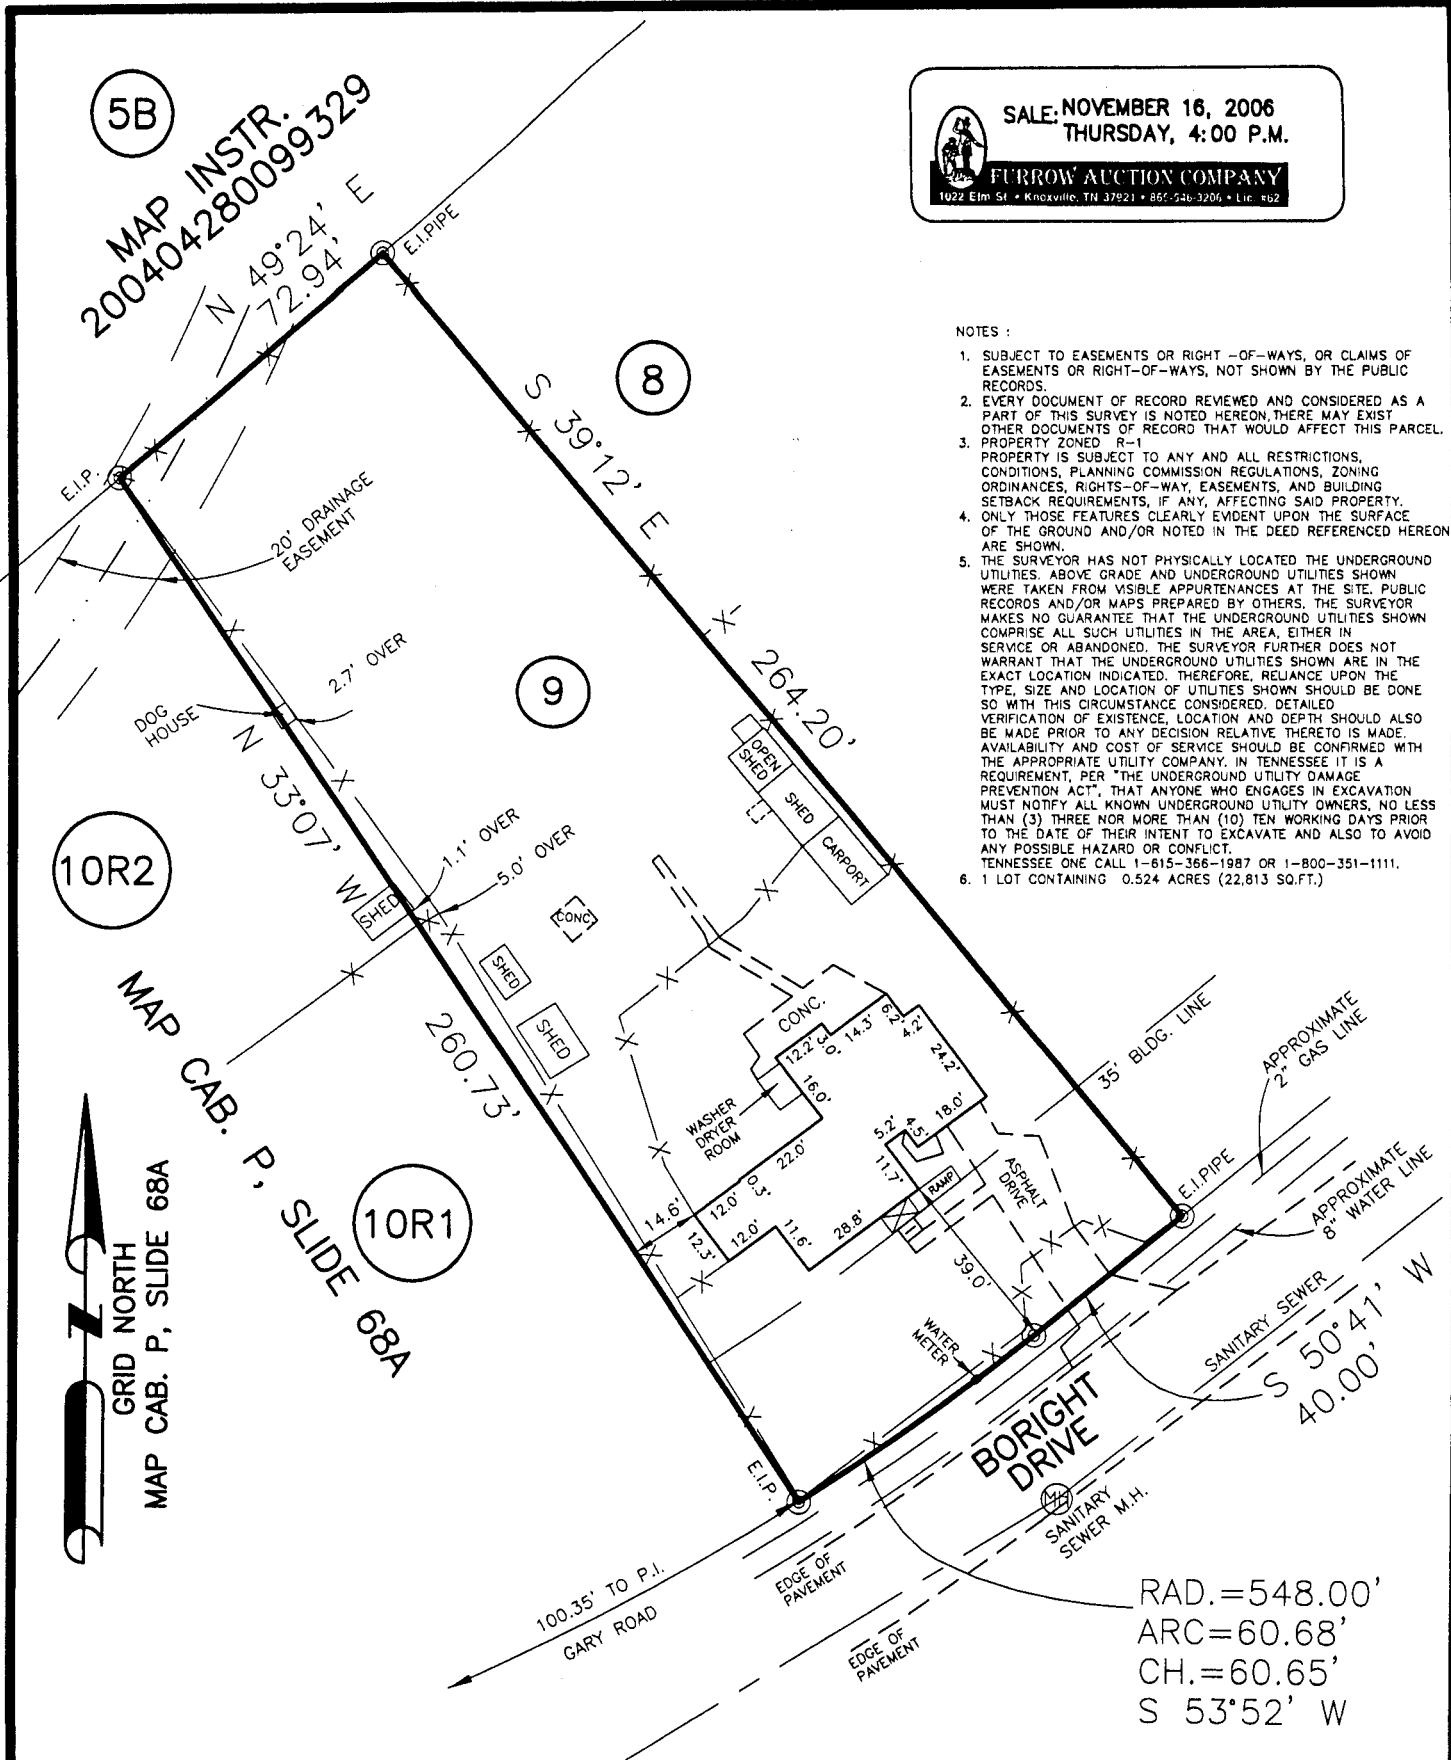 5B
MAP INSTR.
200404280099329
SALE: NOVEMBER 16, 2006
THURSDAY, 4:00 P.M.
FURROW AUCTION COMPANY
1022 Elm St • Knoxville, TN 37921 • 865-546-3206 • Lic. #62
N 49°24' E
72.94'
E.I.PIPE
S 39°12' E
264.20'
8
E.I.P.
20' DRAINAGE
EASEMENT
NOTES :
1. SUBJECT TO EASEMENTS OR RIGHT -OF-WAYS, OR CLAIMS OF
EASEMENTS OR RIGHT-OF-WAYS, NOT SHOWN BY THE PUBLIC
RECORDS.
2. EVERY DOCUMENT OF RECORD REVIEWED AND CONSIDERED AS A
PART OF THIS SURVEY IS NOTED HEREON, THERE MAY EXIST
OTHER DOCUMENTS OF RECORD THAT WOULD AFFECT THIS PARCEL.
3. PROPERTY ZONED R-1
PROPERTY IS SUBJECT TO ANY AND ALL RESTRICTIONS,
CONDITIONS, PLANNING COMMISSION REGULATIONS, ZONING
ORDINANCES, RIGHTS-OF-WAY, EASEMENTS, AND BUILDING
SETBACK REQUIREMENTS, IF ANY, AFFECTING SAID PROPERTY.
4. ONLY THOSE FEATURES CLEARLY EVIDENT UPON THE SURFACE
OF THE GROUND AND/OR NOTED IN THE DEED REFERENCED HEREON
ARE SHOWN.
5. THE SURVEYOR HAS NOT PHYSICALLY LOCATED THE UNDERGROUND
UTILITIES. ABOVE GRADE AND UNDERGROUND UTILITIES SHOWN
WERE TAKEN FROM VISIBLE APPURTENANCES AT THE SITE. PUBLIC
RECORDS AND/OR MAPS PREPARED BY OTHERS. THE SURVEYOR
MAKES NO GUARANTEE THAT THE UNDERGROUND UTILITIES SHOWN
COMPRISE ALL SUCH UTILITIES IN THE AREA, EITHER IN
SERVICE OR ABANDONED. THE SURVEYOR FURTHER DOES NOT
WARRANT THAT THE UNDERGROUND UTILITIES SHOWN ARE IN THE
EXACT LOCATION INDICATED. THEREFORE, RELIANCE UPON THE
TYPE, SIZE AND LOCATION OF UTILITIES SHOWN SHOULD BE DONE
SO WITH THIS CIRCUMSTANCE CONSIDERED. DETAILED
VERIFICATION OF EXISTENCE, LOCATION AND DEPTH SHOULD ALSO
BE MADE PRIOR TO ANY DECISION RELATIVE THERETO IS MADE.
AVAILABILITY AND COST OF SERVICE SHOULD BE CONFIRMED WITH
THE APPROPRIATE UTILITY COMPANY. IN TENNESSEE IT IS A
REQUIREMENT, PER "THE UNDERGROUND UTILITY DAMAGE
PREVENTION ACT", THAT ANYONE WHO ENGAGES IN EXCAVATION
MUST NOTIFY ALL KNOWN UNDERGROUND UTILITY OWNERS, NO LESS
THAN (3) THREE NOR MORE THAN (10) TEN WORKING DAYS PRIOR
TO THE DATE OF THEIR INTENT TO EXCAVATE AND ALSO TO AVOID
ANY POSSIBLE HAZARD OR CONFLICT.
TENNESSEE ONE CALL 1-615-366-1987 OR 1-800-351-1111.
6. 1 LOT CONTAINING 0.524 ACRES (22,813 SQ.FT.)
2.7' OVER
DOG
HOUSE
9
N 33°07' W
260.73'
OPEN
SHED
SHED
CARPORT
1.1' OVER
5.0' OVER
10R2
SHED
CONC
SHED
SHED
MAP CAB. P, SLIDE 68A
CONC.
12.2'
3.0'
14.3'
6.2'
4.2'
24.2'
16.0'
18.0'
4.5'
5.2'
11.7'
22.0'
0.3'
12.0'
14.6'
12.3'
12.0'
11.6'
28.8'
WASHER
DRYER
ROOM
RAMP
ASPHALT
DRIVE
35' BLDG. LINE
APPROXIMATE
2" GAS LINE
E.I.PIPE
APPROXIMATE
8" WATER LINE
10R1
GRID NORTH
MAP CAB. P, SLIDE 68A
39.0'
WATER
METER
SANITARY SEWER
S 50°41' W
40.00'
BORIGHT
DRIVE
E.I.P.
MH
SANITARY
SEWER M.H.
EDGE OF
PAVEMENT
100.35' TO P.I.
GARY ROAD
EDGE OF
PAVEMENT
RAD.=548.00'
ARC=60.68'
CH.=60.65'
S 53°52' W